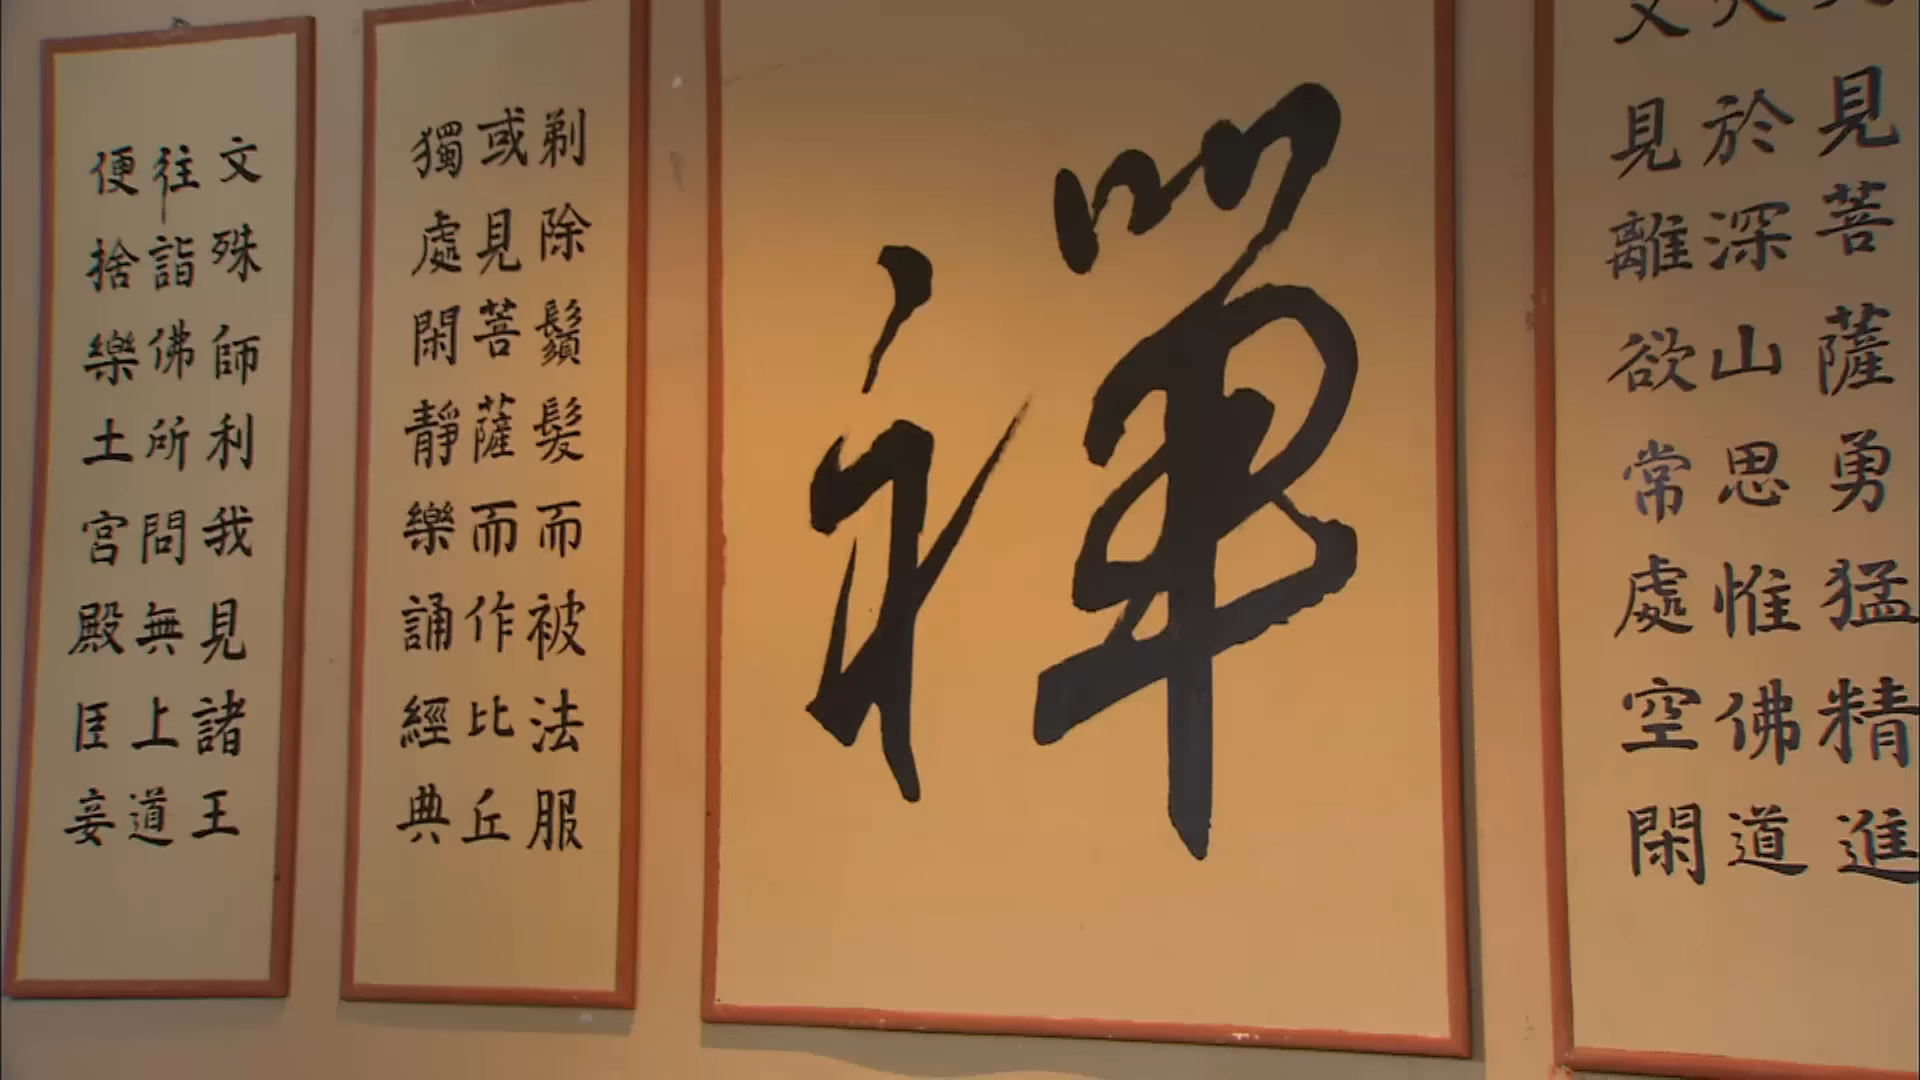 文殊師利我見諸王
往詣佛所問無上道
便捨樂土宮殿臣妾
剃除鬚髮而被法服
或見菩薩而作比丘
獨處閑靜樂誦經典
禪
見菩薩勇猛精進
於深山思惟佛道
又見離欲常處空閑